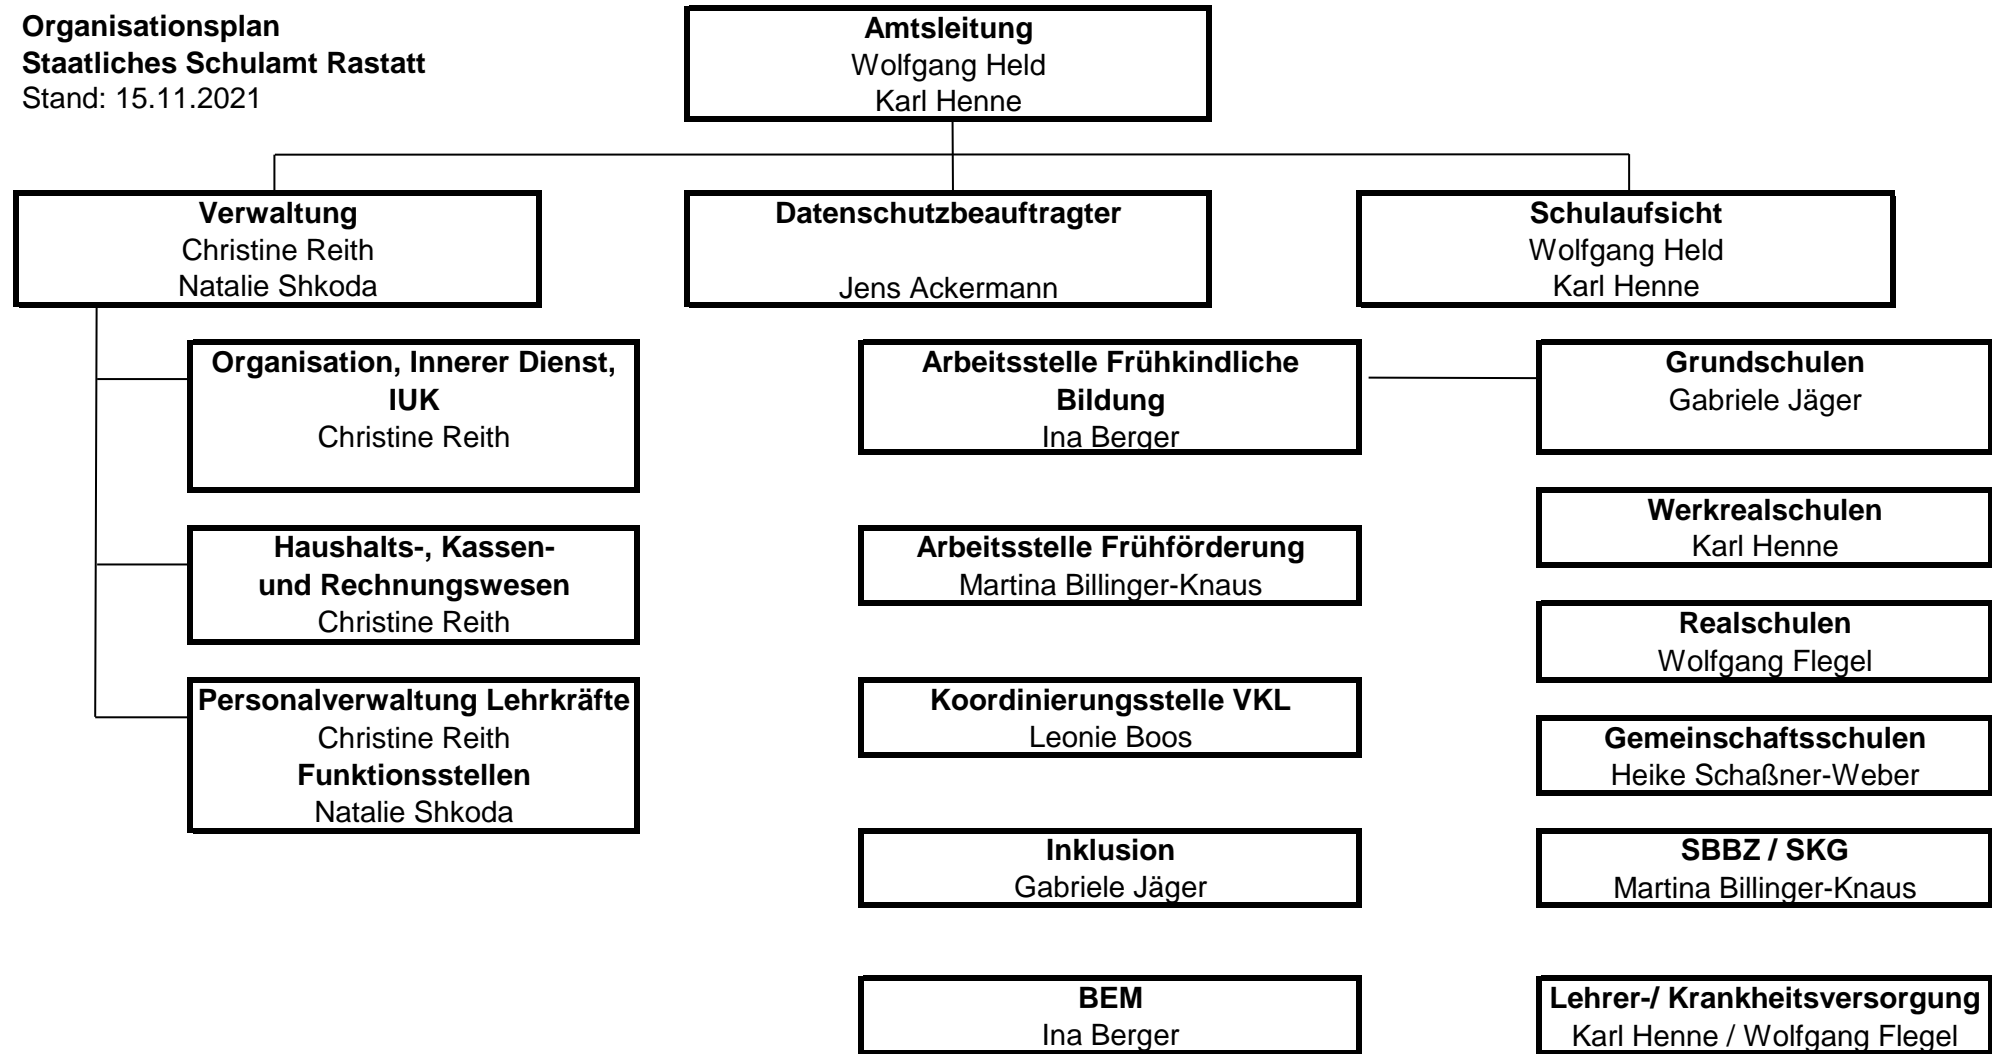 Organisationsplan
Staatliches Schulamt Rastatt
Stand: 15.11.2021
Amtsleitung
Wolfgang Held
Karl Henne
Verwaltung
Christine Reith
Natalie Shkoda
Datenschutzbeauftragter
Jens Ackermann
Schulaufsicht
Wolfgang Held
Karl Henne
Organisation, Innerer Dienst,
IUK
Christine Reith
Haushalts-, Kassen-
und Rechnungswesen
Christine Reith
Personalverwaltung Lehrkräfte
Christine Reith
Funktionsstellen
Natalie Shkoda
Arbeitsstelle Frühkindliche
Bildung
Ina Berger
Arbeitsstelle Frühförderung
Martina Billinger-Knaus
Koordinierungsstelle VKL
Leonie Boos
Inklusion
Gabriele Jäger
BEM
Ina Berger
Grundschulen
Gabriele Jäger
Werkrealschulen
Karl Henne
Realschulen
Wolfgang Flegel
Gemeinschaftsschulen
Heike Schaßner-Weber
SBBZ / SKG
Martina Billinger-Knaus
Lehrer-/ Krankheitsversorgung
Karl Henne / Wolfgang Flegel